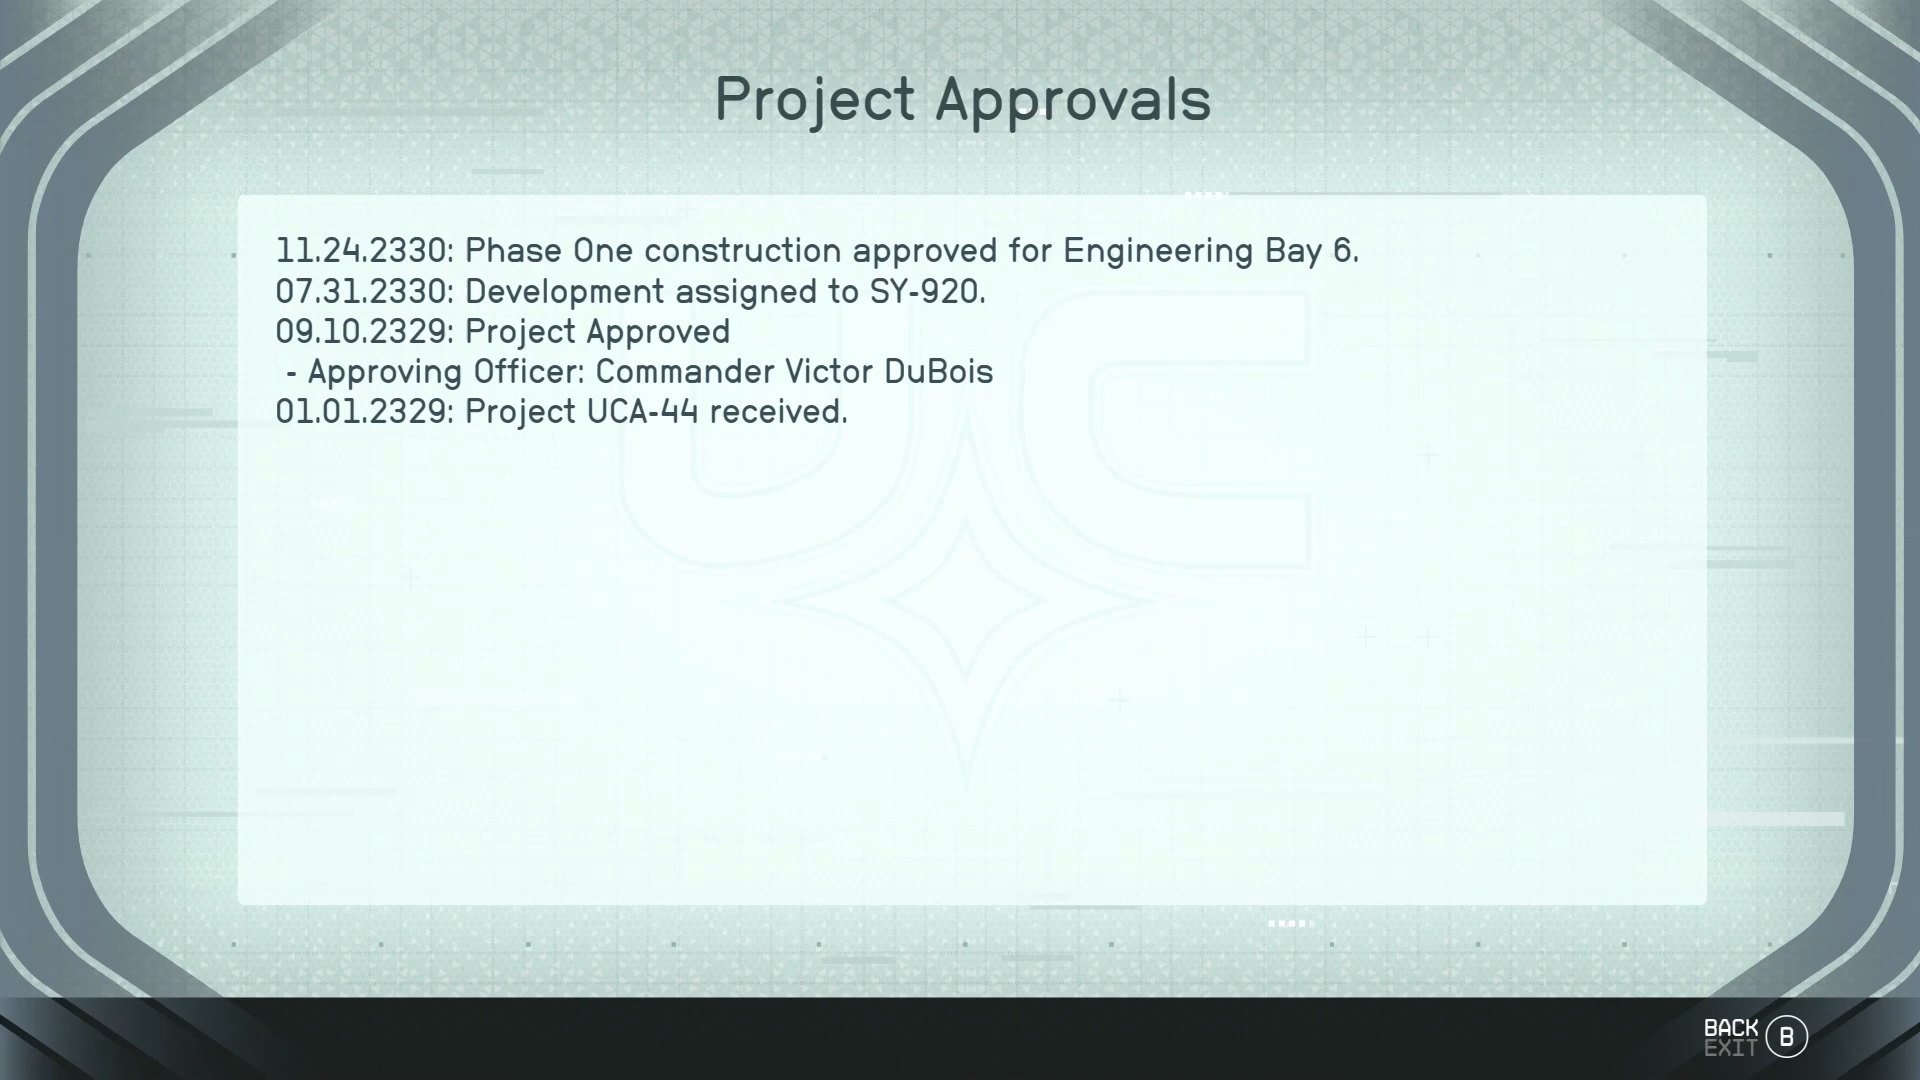 Project Approvals
11.24.2330: Phase One construction approved for Engineering Bay 6.
07.31.2330: Development assigned to SY-920.
09.10.2329: Project Approved
- Approving Officer: Commander Victor DuBois
01.01.2329: Project UCA-44 received.
UC
BACK B
EXIT